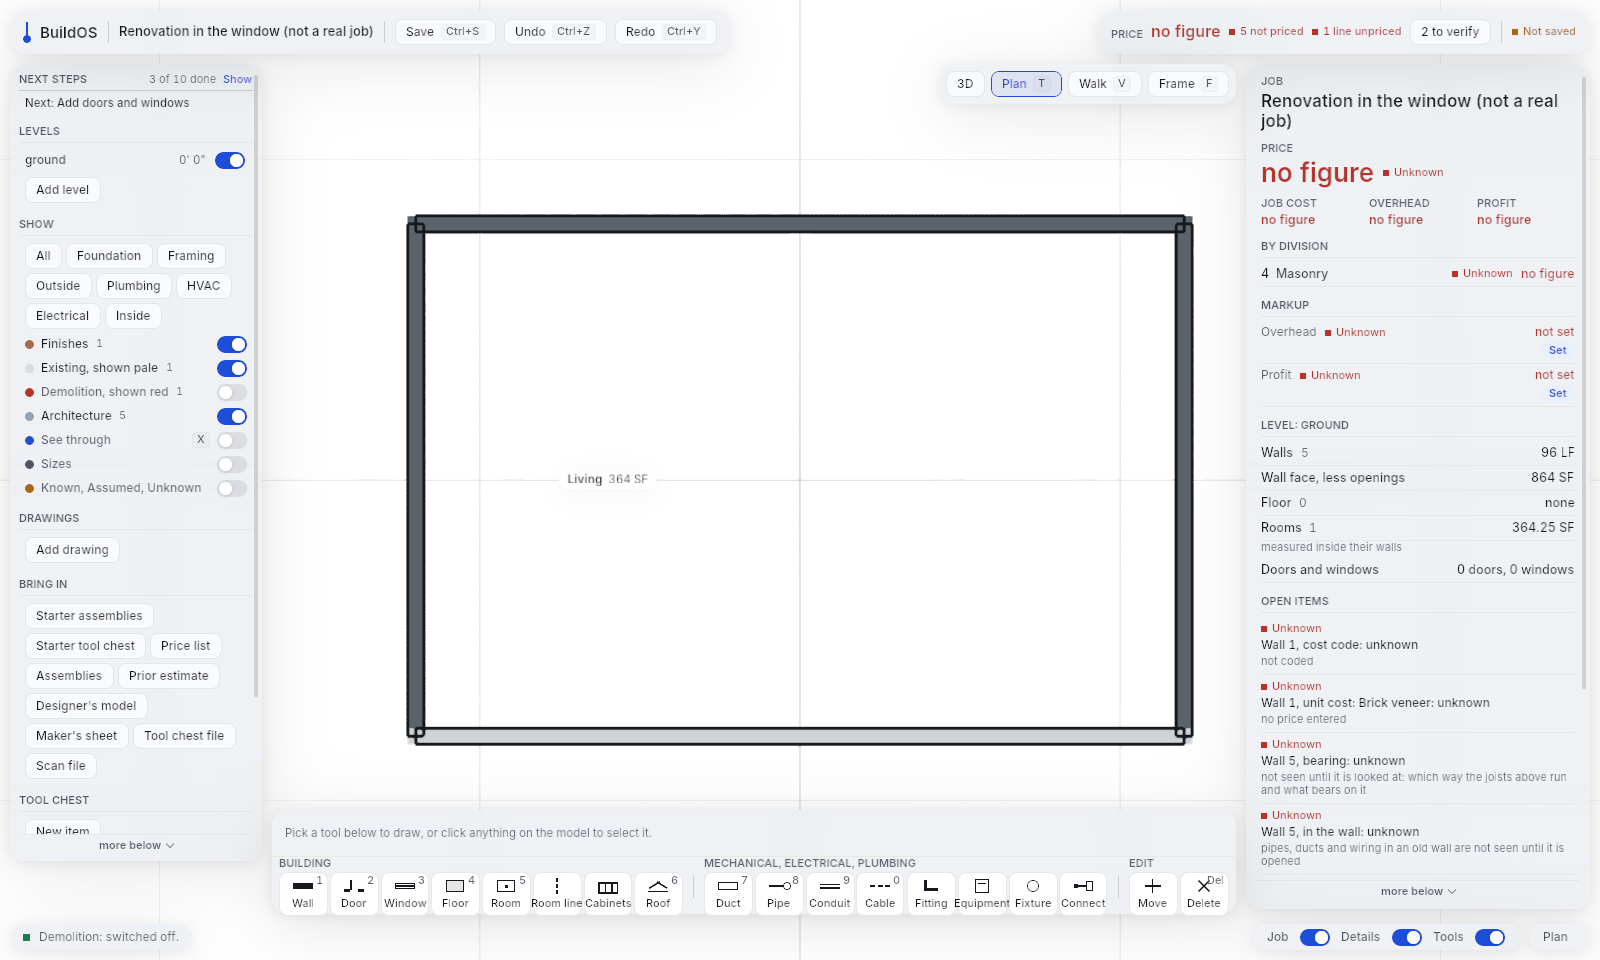 BuildOS
Renovation in the window (not a real job)
Save Ctrl+S
Undo Ctrl+Z
Redo Ctrl+Y
PRICE no figure 5 not priced 1 line unpriced 2 to verify Not saved
3D
Plan T
Walk V
Frame F
NEXT STEPS 3 of 10 done Show
Next: Add doors and windows
LEVELS
ground 0' 0"
Add level
SHOW
All Foundation Framing
Outside Plumbing HVAC
Electrical Inside
Finishes 1
Existing, shown pale 1
Demolition, shown red 1
Architecture 5
See through X
Sizes
Known, Assumed, Unknown
DRAWINGS
Add drawing
BRING IN
Starter assemblies
Starter tool chest Price list
Assemblies Prior estimate
Designer's model
Maker's sheet Tool chest file
Scan file
TOOL CHEST
New item
more below
Demolition: switched off.
Living 364 SF
Pick a tool below to draw, or click anything on the model to select it.
BUILDING
Wall 1
Door 2
Window 3
Floor 4
Room 5
Room line
Cabinets
Roof 6
MECHANICAL, ELECTRICAL, PLUMBING
Duct 7
Pipe 8
Conduit 9
Cable 0
Fitting
Equipment
Fixture
Connect
EDIT
Move
Delete Del
JOB
Renovation in the window (not a real
job)
PRICE
no figure Unknown
JOB COST OVERHEAD PROFIT
no figure no figure no figure
BY DIVISION
4 Masonry Unknown no figure
MARKUP
Overhead Unknown not set
Set
Profit Unknown not set
Set
LEVEL: GROUND
Walls 5 96 LF
Wall face, less openings 864 SF
Floor 0 none
Rooms 1 364.25 SF
measured inside their walls
Doors and windows 0 doors, 0 windows
OPEN ITEMS
Unknown
Wall 1, cost code: unknown
not coded
Unknown
Wall 1, unit cost: Brick veneer: unknown
no price entered
Unknown
Wall 5, bearing: unknown
not seen until it is looked at: which way the joists above run
and what bears on it
Unknown
Wall 5, in the wall: unknown
pipes, ducts and wiring in an old wall are not seen until it is
opened
more below
Job Details Tools Plan